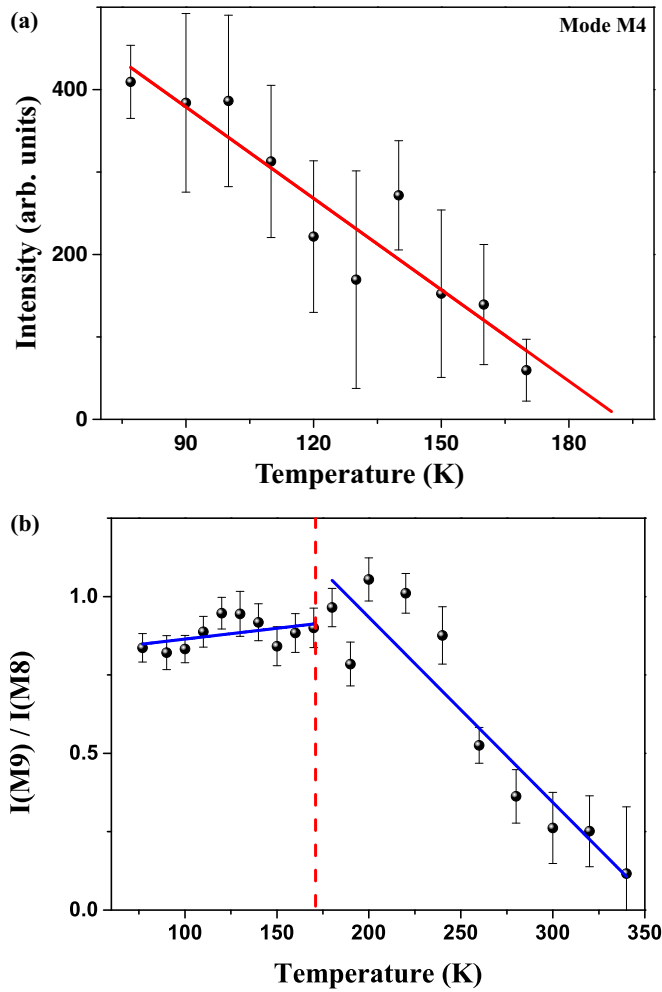 (a)
Mode M4
400
200
0
90 120 150 180
Intensity (arb. units)
Temperature (K)
(b)
1.0
0.5
0.0
100 150 200 250 300 350
I(M9) / I(M8)
Temperature (K)